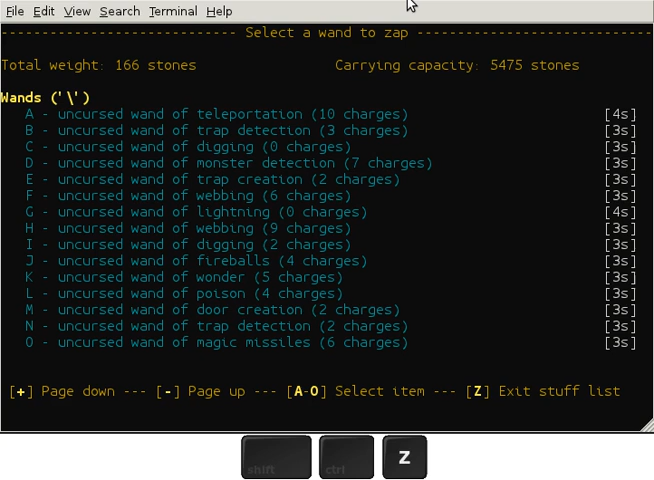 File Edit View Search Terminal Help
----------------------------- Select a wand to zap -----------------------------
Total weight: 166 stones Carrying capacity: 5475 stones
Wands ('\')
A - uncursed wand of teleportation (10 charges) [4s]
B - uncursed wand of trap detection (3 charges) [3s]
C - uncursed wand of digging (0 charges) [3s]
D - uncursed wand of monster detection (7 charges) [3s]
E - uncursed wand of trap creation (2 charges) [3s]
F - uncursed wand of webbing (6 charges) [3s]
G - uncursed wand of lightning (0 charges) [4s]
H - uncursed wand of webbing (9 charges) [3s]
I - uncursed wand of digging (2 charges) [3s]
J - uncursed wand of fireballs (4 charges) [3s]
K - uncursed wand of wonder (5 charges) [3s]
L - uncursed wand of poison (4 charges) [3s]
M - uncursed wand of door creation (2 charges) [3s]
N - uncursed wand of trap detection (2 charges) [3s]
O - uncursed wand of magic missiles (6 charges) [3s]
[+] Page down --- [-] Page up --- [A-O] Select item --- [Z] Exit stuff list
shift ctrl Z